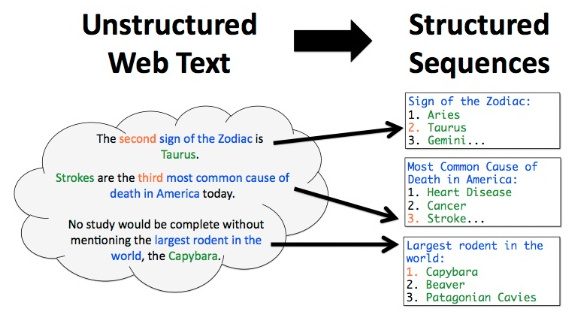 Unstructured
Web Text
Structured
Sequences
The second sign of the Zodiac is
Taurus.
Strokes are the third most common cause of
death in America today.
No study would be complete without
mentioning the largest rodent in the
world, the Capybara.
Sign of the Zodiac:
1. Aries
2. Taurus
3. Gemini...
Most Common Cause of
Death in America:
1. Heart Disease
2. Cancer
3. Stroke...
Largest rodent in the
world:
1. Capybara
2. Beaver
3. Patagonian Cavies